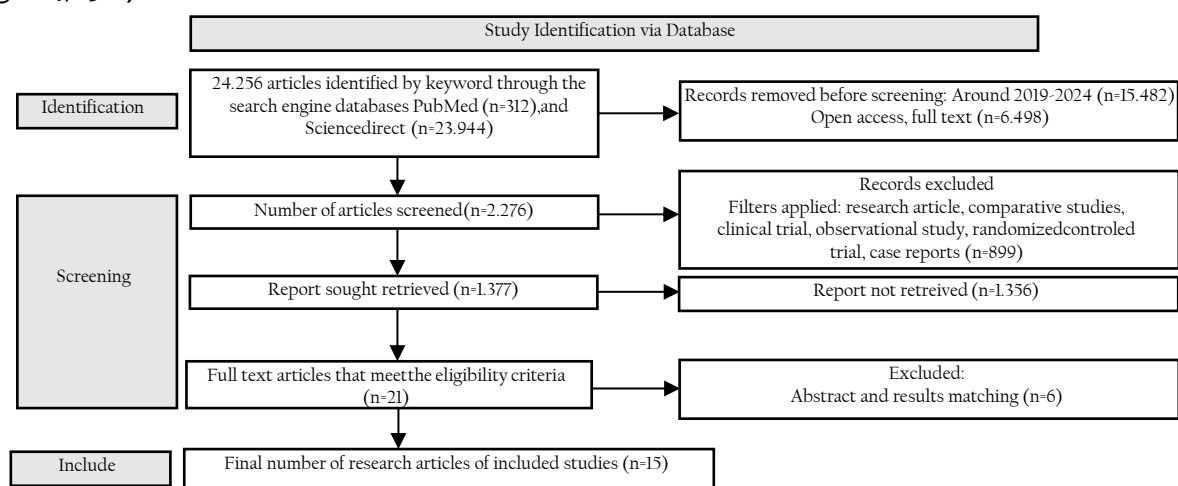 Study Identification via Database
Identification
24.256 articles identified by keyword through the
search engine databases PubMed (n=312),and
Sciencedirect (n=23.944)
Records removed before screening: Around 2019-2024 (n=15.482)
Open access, full text (n=6.498)
Screening
Number of articles screened(n=2.276)
Records excluded
Filters applied: research article, comparative studies,
clinical trial, observational study, randomizedcontroled
trial, case reports (n=899)
Report sought retrieved (n=1.377)
Report not retreived (n=1.356)
Full text articles that meetthe eligibility criteria
(n=21)
Excluded:
Abstract and results matching (n=6)
Include
Final number of research articles of included studies (n=15)